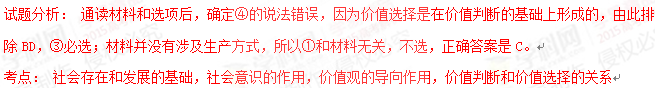 试题分析： 通读材料和选项后，确定④的说法错误，因为价值选择是在价值判断的基础上形成的，由此排
除 BD，③必选；材料并没有涉及生产方式，所以①和材料无关，不选，正确答案是 C。
考点： 社会存在和发展的基础，社会意识的作用，价值观的导向作用，价值判断和价值选择的关系